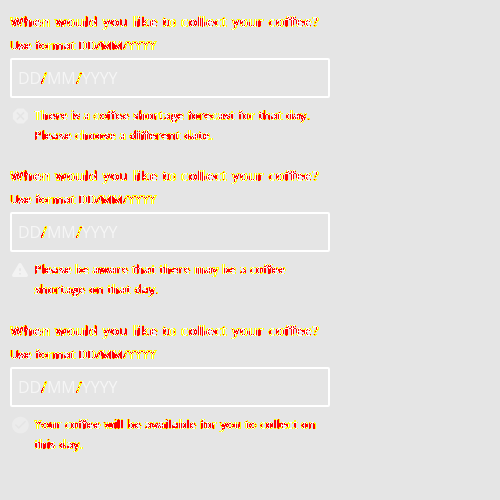 When would you like to collect your coffee?
Use format DD/MM/YYYY
DD/MM/YYYY
There is a coffee shortage forecast for that day.
Please choose a different date.
When would you like to collect your coffee?
Use format DD/MM/YYYY
DD/MM/YYYY
Please be aware that there may be a coffee
shortage on that day.
When would you like to collect your coffee?
Use format DD/MM/YYYY
DD/MM/YYYY
Your coffee will be available for you to collect on
this day.